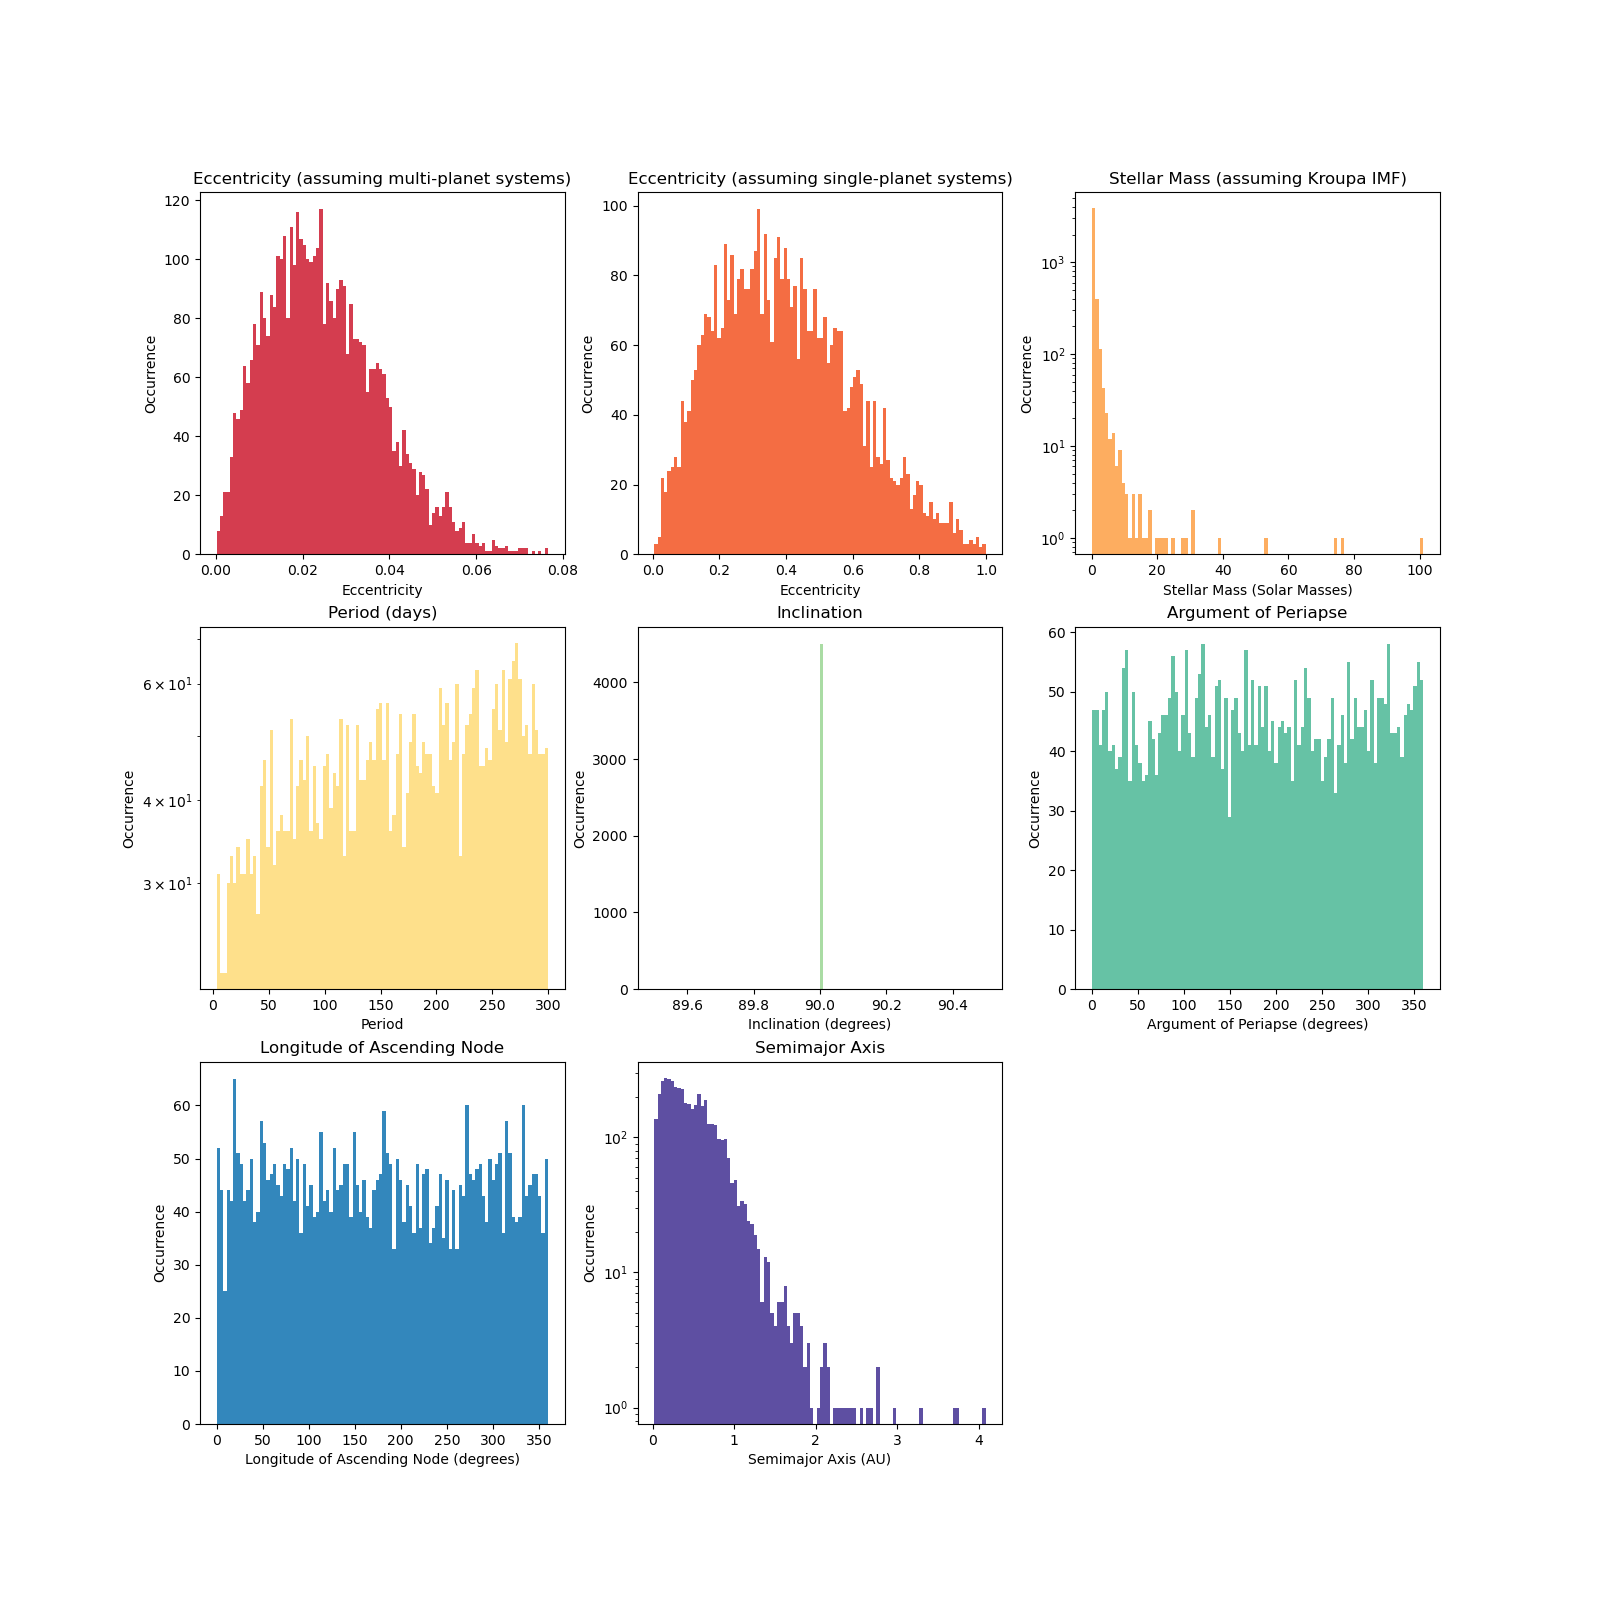 Eccentricity (assuming multi-planet systems)
Occurrence
120
100
80
60
40
20
0
0.00 0.02 0.04 0.06 0.08
Eccentricity
Eccentricity (assuming single-planet systems)
Occurrence
100
80
60
40
20
0
0.0 0.2 0.4 0.6 0.8 1.0
Eccentricity
Stellar Mass (assuming Kroupa IMF)
Occurrence
10³
10²
10¹
10⁰
0 20 40 60 80 100
Stellar Mass (Solar Masses)
Period (days)
Occurrence
6 × 10¹
4 × 10¹
3 × 10¹
0 50 100 150 200 250 300
Period
Inclination
Occurrence
4000
3000
2000
1000
0
89.6 89.8 90.0 90.2 90.4
Inclination (degrees)
Argument of Periapse
Occurrence
60
50
40
30
20
10
0
0 50 100 150 200 250 300 350
Argument of Periapse (degrees)
Longitude of Ascending Node
Occurrence
60
50
40
30
20
10
0
0 50 100 150 200 250 300 350
Longitude of Ascending Node (degrees)
Semimajor Axis
Occurrence
10²
10¹
10⁰
0 1 2 3 4
Semimajor Axis (AU)